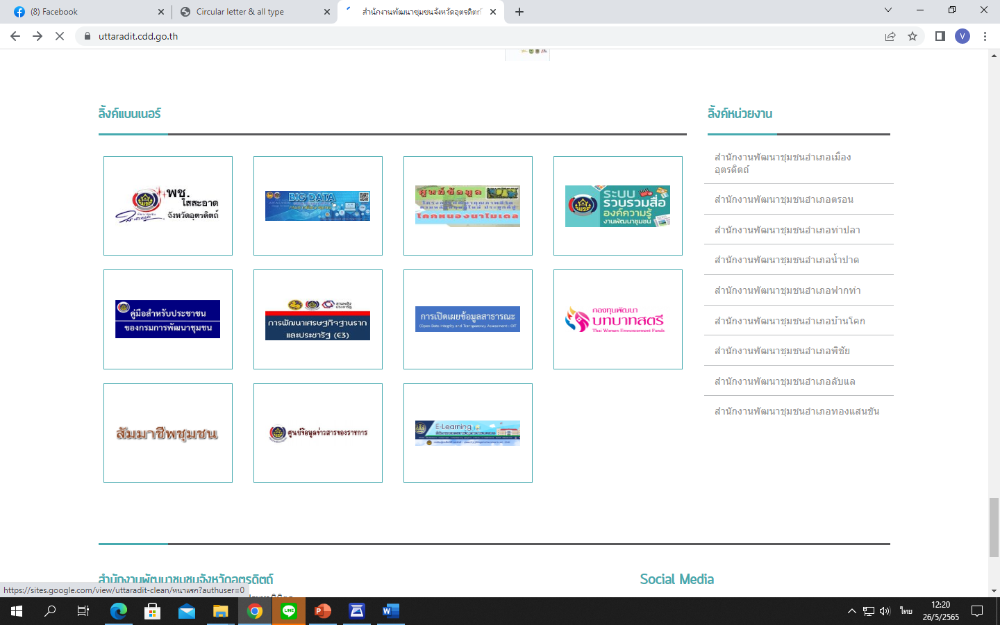 (8) Facebook
Circular letter & all type
สำนักงานพัฒนาชุมชนจังหวัดอุตรดิตถ์
uttaradit.cdd.go.th
V
ลิ้งค์แบนเนอร์
ลิ้งค์หน่วยงาน
พช.
ใสสะอาด
จังหวัดอุตรดิตถ์
BIG DATA
ศูนย์ข้อมูล
โคกหนองนาโมเดล
ระบบ
รวบรวมสื่อ
องค์ความรู้
งานพัฒนาชุมชน
สำนักงานพัฒนาชุมชนอำเภอเมือง
อุตรดิตถ์
สำนักงานพัฒนาชุมชนอำเภอตรอน
สำนักงานพัฒนาชุมชนอำเภอท่าปลา
สำนักงานพัฒนาชุมชนอำเภอน้ำปาด
สำนักงานพัฒนาชุมชนอำเภอฟากท่า
สำนักงานพัฒนาชุมชนอำเภอบ้านโคก
สำนักงานพัฒนาชุมชนอำเภอพิชัย
สำนักงานพัฒนาชุมชนอำเภอลับแล
สำนักงานพัฒนาชุมชนอำเภอทองแสนขัน
คู่มือสำหรับประชาชน
ของกรมการพัฒนาชุมชน
สานพลัง
ประชารัฐ
การพัฒนาเศรษฐกิจฐานราก
และประชารัฐ (E3)
การเปิดเผยข้อมูลสาธารณะ
(Open Data Integrity and Transparency Assessment : OIT
กองทุนพัฒนา
บทบาทสตรี
Thai Women Empowerment Funds
สัมมาชีพชุมชน
ศูนย์ข้อมูลข่าวสารของราชการ
E-Learning
สำนักงานพัฒนาชุมชนจังหวัดอุตรดิตถ์
Social Media
https://sites.google.com/view/uttaradit-clean/หน้าแรก?authuser=0
LINE
ไทย
12:20
26/5/2565